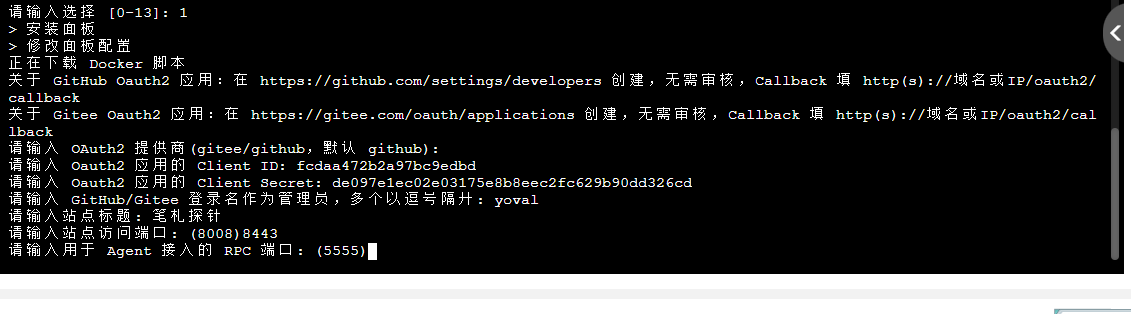 请输入选择 [0-13]: 1
> 安装面板
> 修改面板配置
正在下载 Docker 脚本
关于 GitHub Oauth2 应用：在 https://github.com/settings/developers 创建，无需审核，Callback 填 http(s)://域名或IP/oauth2/
callback
关于 Gitee Oauth2 应用：在 https://gitee.com/oauth/applications 创建，无需审核，Callback 填 http(s)://域名或IP/oauth2/cal
lback
请输入 OAuth2 提供商(gitee/github，默认 github):
请输入 Oauth2 应用的 Client ID: fcdaa472b2a97bc9edbd
请输入 Oauth2 应用的 Client Secret: de097e1ec02e03175e8b8eec2fc629b90dd326cd
请输入 GitHub/Gitee 登录名作为管理员，多个以逗号隔开: yoval
请输入站点标题: 笔札探针
请输入站点访问端口: (8008)8443
请输入用于 Agent 接入的 RPC 端口: (5555)